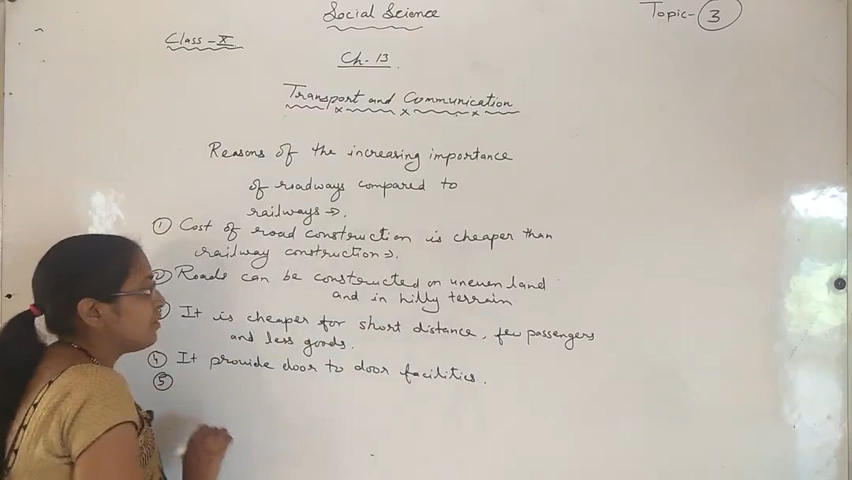 Social Science
Topic- 3
Class - X
Ch. 13
Transport and Communication
Reasons of the increasing importance
of roadways compared to
railways →.
① Cost of road construction is cheaper than
railway construction →.
② Roads can be constructed on uneven land
and in hilly terrain
It is cheaper for short distance, few passengers
and less goods.
④ It provide door to door facilities.
⑤